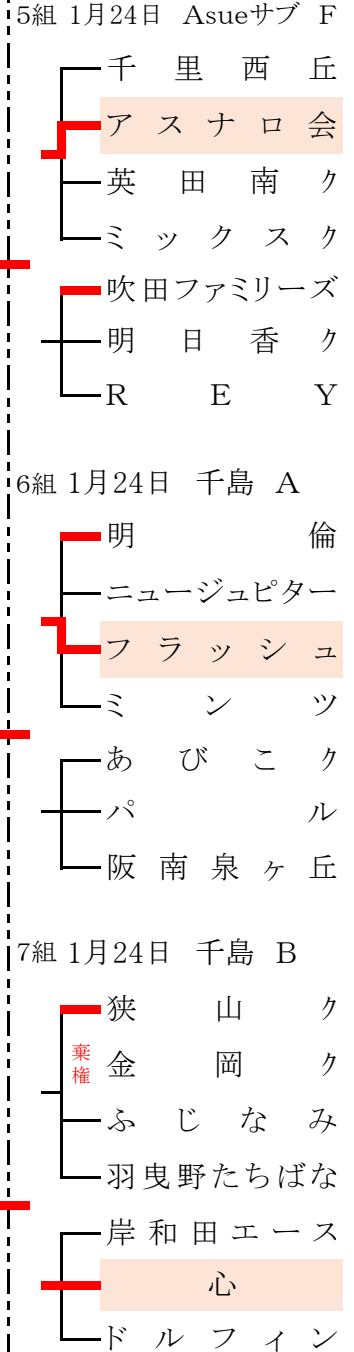 5組 1月24日 Asueサブ F
千里西丘
アスナロ会
英田南ク
ミックスク
吹田ファミリーズ
明日香ク
REY
6組 1月24日 千島 A
明倫
ニュージュピター
フラッシュ
ミンツ
あびこク
パル
阪南泉ヶ丘
7組 1月24日 千島 B
狭山ク
棄権 金岡ク
ふじなみ
羽曳野たちばな
岸和田エース
心
ドルフィン